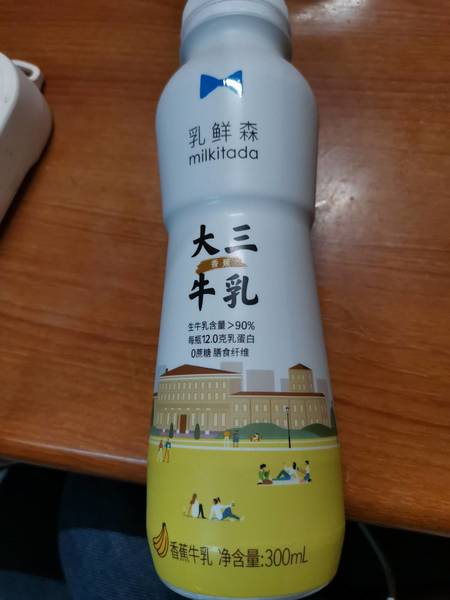 乳鲜森
milkitada
大三
香蕉
牛乳
生牛乳含量>90%
每瓶12.0克乳蛋白
0蔗糖 膳食纤维
香蕉牛乳 净含量:300mL